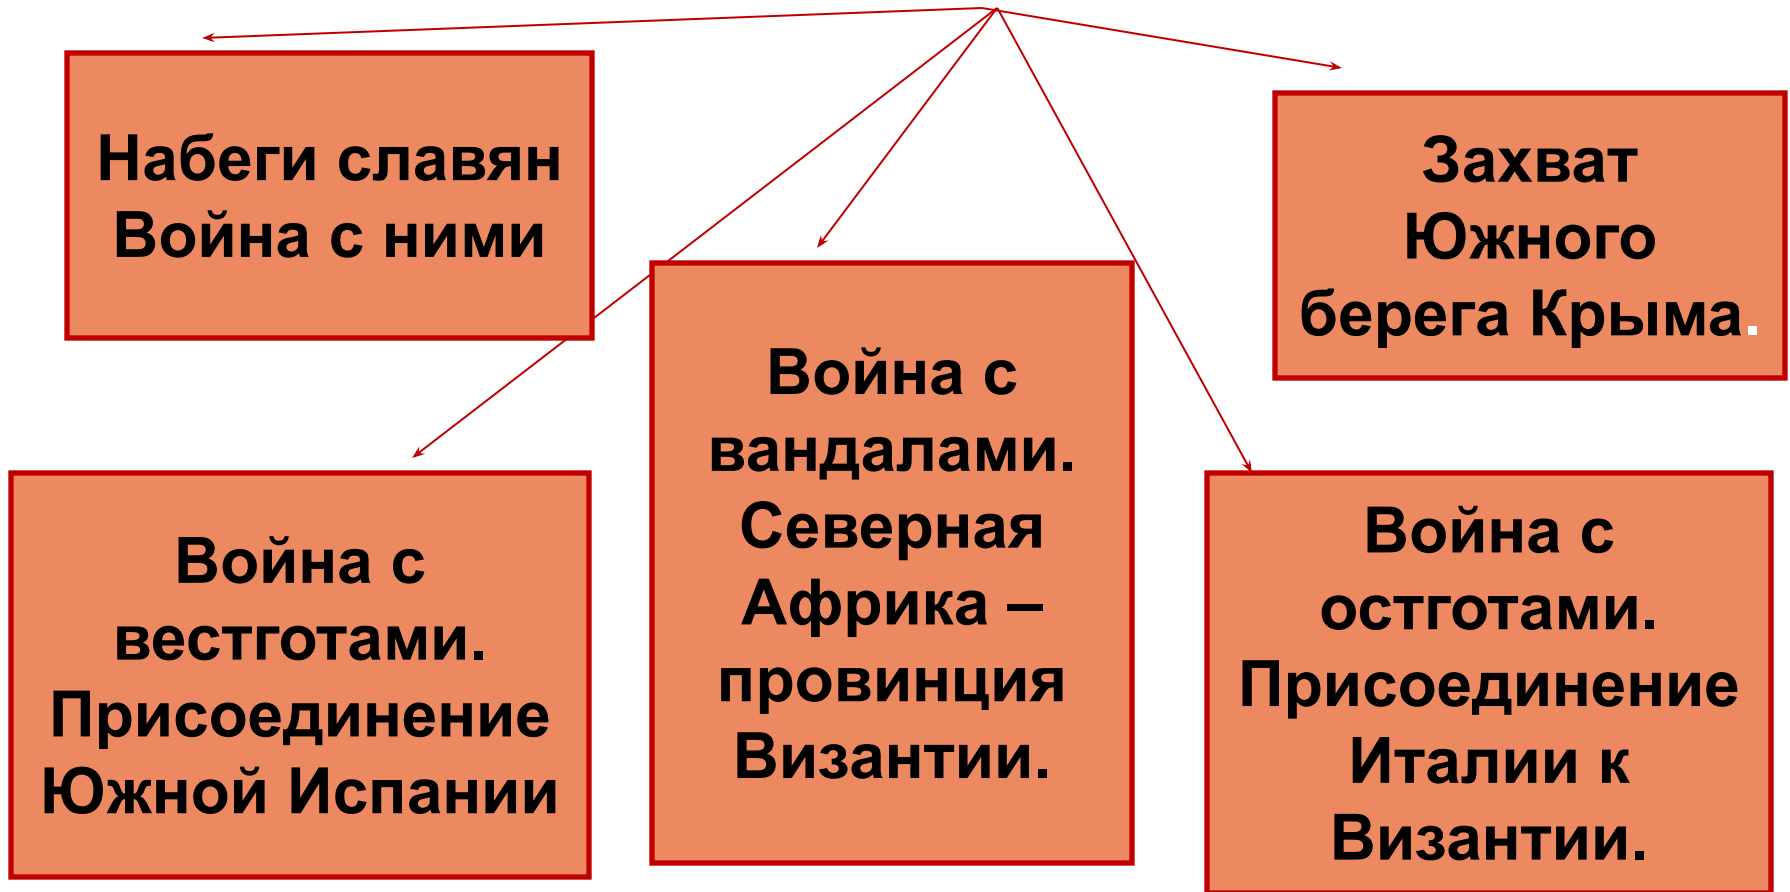 Набеги славян
Война с ними
Захват
Южного
берега Крыма.
Война с
вандалами.
Северная
Африка –
провинция
Византии.
Война с
вестготами.
Присоединение
Южной Испании
Война с
остготами.
Присоединение
Италии к
Византии.